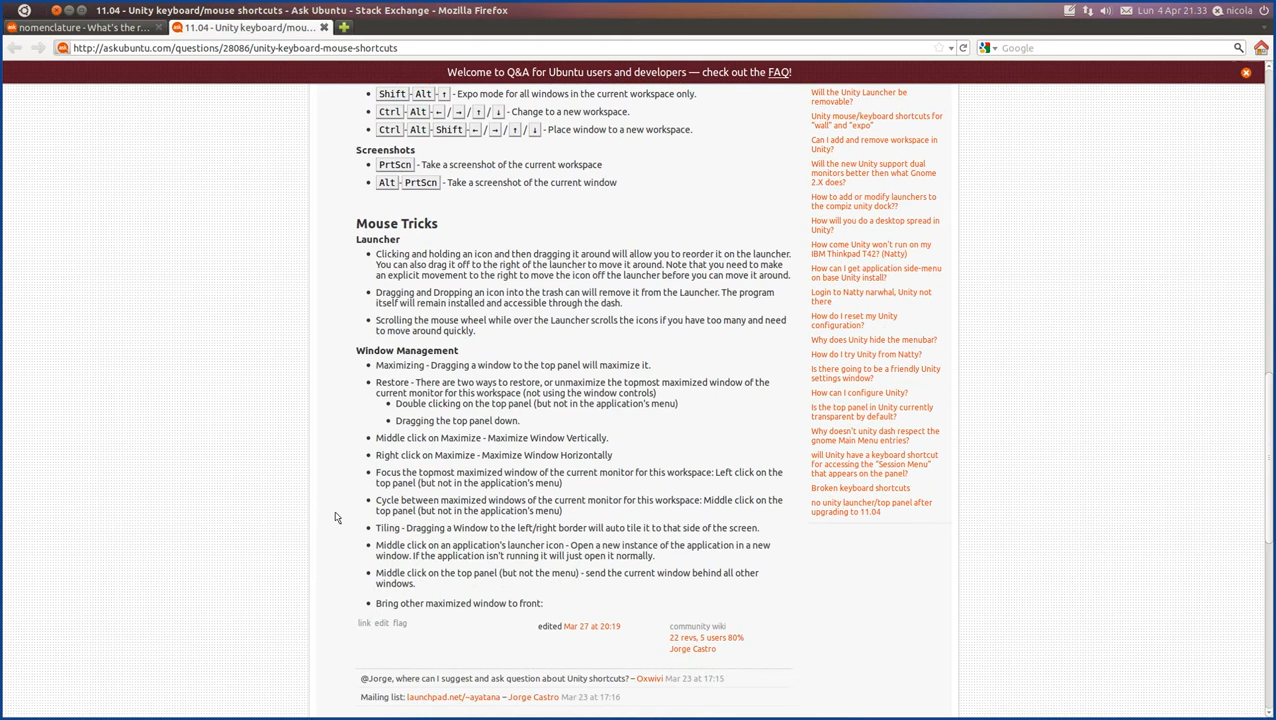 11.04 - Unity keyboard/mouse shortcuts - Ask Ubuntu - Stack Exchange - Mozilla Firefox
Lun 4 Apr 21.33 nicola
nomenclature - What's the r...
11.04 - Unity keyboard/mou...
http://askubuntu.com/questions/28086/unity-keyboard-mouse-shortcuts
Google
Welcome to Q&A for Ubuntu users and developers — check out the FAQ!
Shift-Alt-↑ - Expo mode for all windows in the current workspace only.
Ctrl-Alt-←/→/↑/↓ - Change to a new workspace.
Ctrl-Alt-Shift-←/→/↑/↓ - Place window to a new workspace.
Screenshots
PrtScn - Take a screenshot of the current workspace
Alt-PrtScn - Take a screenshot of the current window
Mouse Tricks
Launcher
Clicking and holding an icon and then dragging it around will allow you to reorder it on the launcher.
You can also drag it off to the right of the launcher to move it around. Note that you need to make
an explicit movement to the right to move the icon off the launcher before you can move it around.
Dragging and Dropping an icon into the trash can will remove it from the Launcher. The program
itself will remain installed and accessible through the dash.
Scrolling the mouse wheel while over the Launcher scrolls the icons if you have too many and need
to move around quickly.
Window Management
Maximizing - Dragging a window to the top panel will maximize it.
Restore - There are two ways to restore, or unmaximize the topmost maximized window of the
current monitor for this workspace (not using the window controls)
Double clicking on the top panel (but not in the application's menu)
Dragging the top panel down.
Middle click on Maximize - Maximize Window Vertically.
Right click on Maximize - Maximize Window Horizontally
Focus the topmost maximized window of the current monitor for this workspace: Left click on the
top panel (but not in the application's menu)
Cycle between maximized windows of the current monitor for this workspace: Middle click on the
top panel (but not in the application's menu)
Tiling - Dragging a Window to the left/right border will auto tile it to that side of the screen.
Middle click on an application's launcher icon - Open a new instance of the application in a new
window. If the application isn't running it will just open it normally.
Middle click on the top panel (but not the menu) - send the current window behind all other
windows.
Bring other maximized window to front:
link edit flag
edited Mar 27 at 20:19
community wiki
22 revs, 5 users 80%
Jorge Castro
@Jorge, where can I suggest and ask question about Unity shortcuts? – Oxwivi Mar 23 at 17:15
Mailing list: launchpad.net/~ayatana – Jorge Castro Mar 23 at 17:16
Will the Unity Launcher be
removable?
Unity mouse/keyboard shortcuts for
"wall" and "expo"
Can I add and remove workspace in
Unity?
Will the new Unity support dual
monitors better then what Gnome
2.X does?
How to add or modify launchers to
the compiz unity dock??
How will you do a desktop spread in
Unity?
How come Unity won't run on my
IBM Thinkpad T42? (Natty)
How can I get application side-menu
on base Unity install?
Login to Natty narwhal, Unity not
there
How do I reset my Unity
configuration?
Why does Unity hide the menubar?
How do I try Unity from Natty?
Is there going to be a friendly Unity
settings window?
How can I configure Unity?
Is the top panel in Unity currently
transparent by default?
Why doesn't unity dash respect the
gnome Main Menu entries?
will Unity have a keyboard shortcut
for accessing the "Session Menu"
that appears on the panel?
Broken keyboard shortcuts
no unity launcher/top panel after
upgrading to 11.04